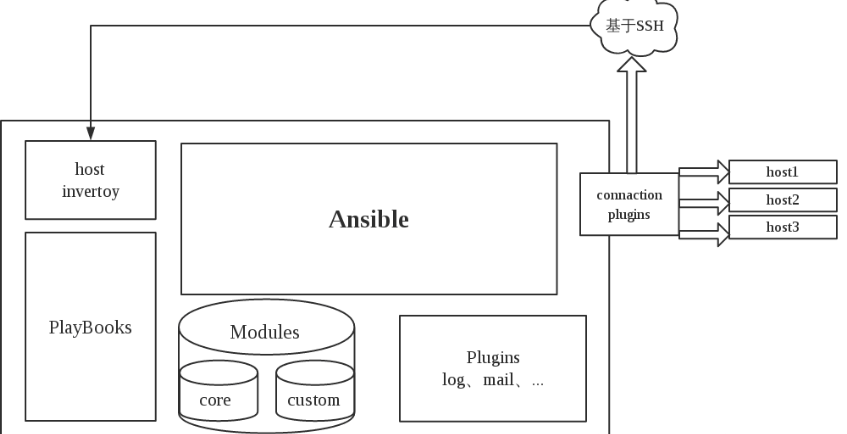 基于SSH
host
invertoy
Ansible
connaction
plugins
host1
host2
host3
PlayBooks
Modules
core
custom
Plugins
log、mail、...